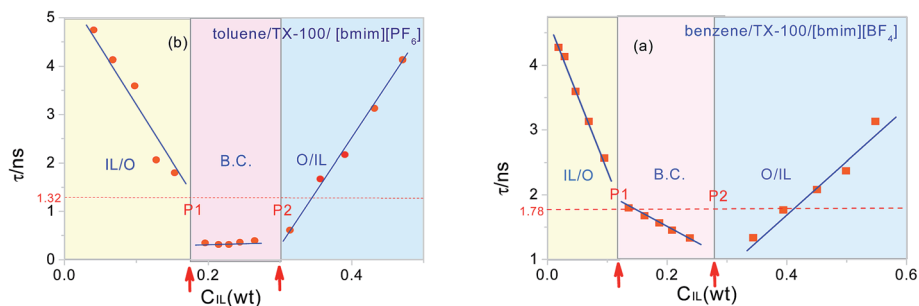 5
4
3
2
1.32
1
0
τ/ns
(b)
toluene/TX-100/ [bmim][PF6]
IL/O
B.C.
O/IL
P1
P2
0.0
0.2
0.4
CIL(wt)
4
3
2
1.78
1
τ/ns
benzene/TX-100/[bmim][BF4]
(a)
IL/O
B.C.
O/IL
P1
P2
0.0
0.2
0.4
0.6
CIL(wt)